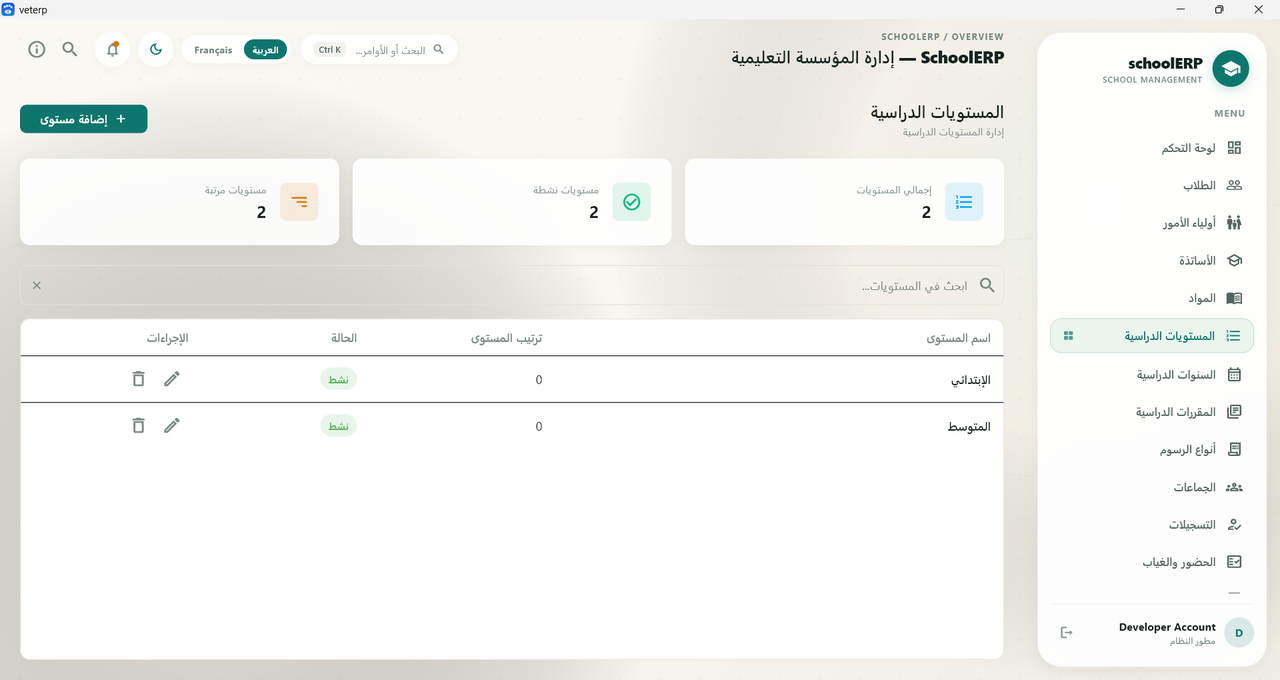 veterp
schoolERP
SCHOOL MANAGEMENT
MENU
لوحة التحكم
الطلاب
أولياء الأمور
الأساتذة
المواد
المستويات الدراسية
السنوات الدراسية
المقررات الدراسية
أنواع الرسوم
الجماعات
التسجيلات
الحضور والغياب
D
Developer Account
مطور النظام
SCHOOLERP / OVERVIEW
SchoolERP — إدارة المؤسسة التعليمية
البحث أو الأوامر...
Ctrl K
العربية
Français
المستويات الدراسية
إدارة المستويات الدراسية
+ إضافة مستوى
إجمالي المستويات
2
مستويات نشطة
2
مستويات مرتبة
2
ابحث في المستويات...
اسم المستوى ترتيب المستوى الحالة الإجراءات
الإبتدائي 0 نشط
المتوسط 0 نشط